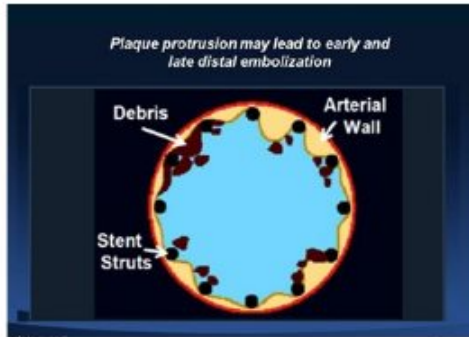 Plaque protrusion may lead to early and
late distal embolization
Debris
Arterial
Wall
Stent
Struts